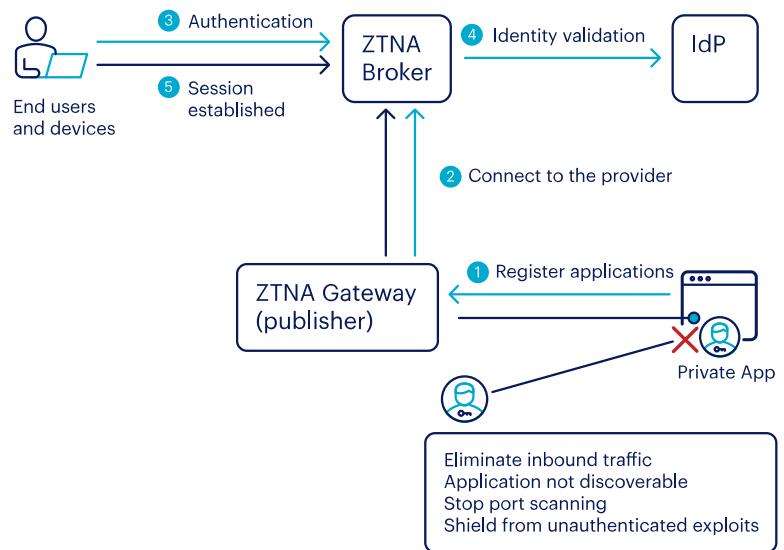 3 Authentication
5 Session
established
End users
and devices
ZTNA
Broker
4 Identity validation
IdP
2 Connect to the provider
ZTNA Gateway
(publisher)
1 Register applications
Private App
Eliminate inbound traffic
Application not discoverable
Stop port scanning
Shield from unauthenticated exploits